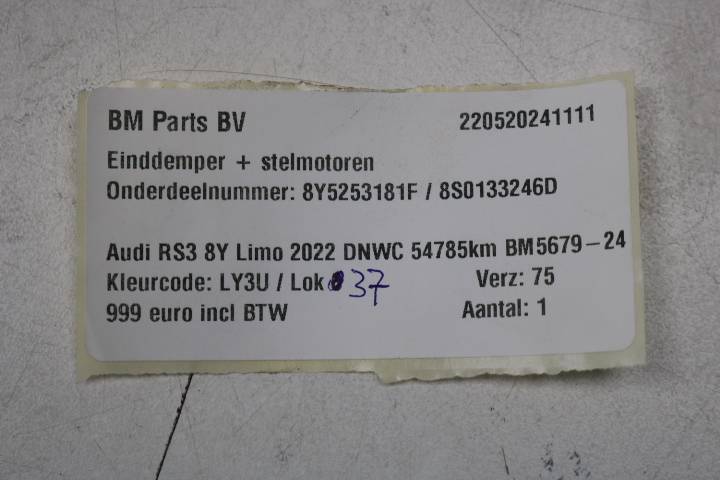 BM Parts BV 220520241111
Einddemper + stelmotoren
Onderdeelnummer: 8Y5253181F / 8S0133246D
Audi RS3 8Y Limo 2022 DNWC 54785km BM5679-24
Kleurcode: LY3U / Lok 37 Verz: 75
999 euro incl BTW Aantal: 1